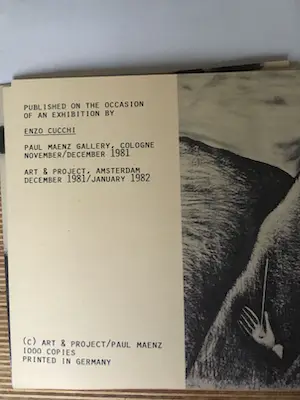 PUBLISHED ON THE OCCASION
OF AN EXHIBITION BY
ENZO CUCCHI
PAUL MAENZ GALLERY, COLOGNE
NOVEMBER/DECEMBER 1981
ART & PROJECT, AMSTERDAM
DECEMBER 1981/JANUARY 1982
(C) ART & PROJECT/PAUL MAENZ
1000 COPIES
PRINTED IN GERMANY